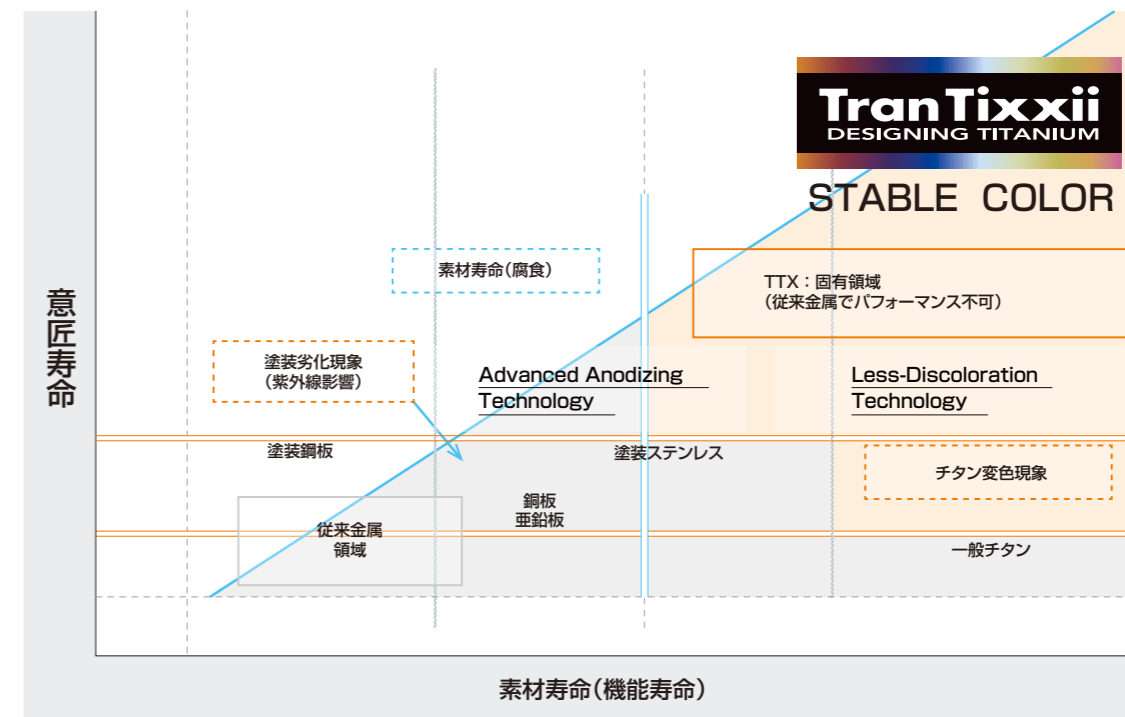 TranTixxii
DESIGNING TITANIUM
STABLE COLOR
素材寿命(腐食)
TTX：固有領域
(従来金属でパフォーマンス不可)
塗装劣化現象
(紫外線影響)
Advanced Anodizing
Technology
Less-Discoloration
Technology
意匠寿命
塗装鋼板
塗装ステンレス
チタン変色現象
銅板
亜鉛板
従来金属
領域
一般チタン
素材寿命(機能寿命)